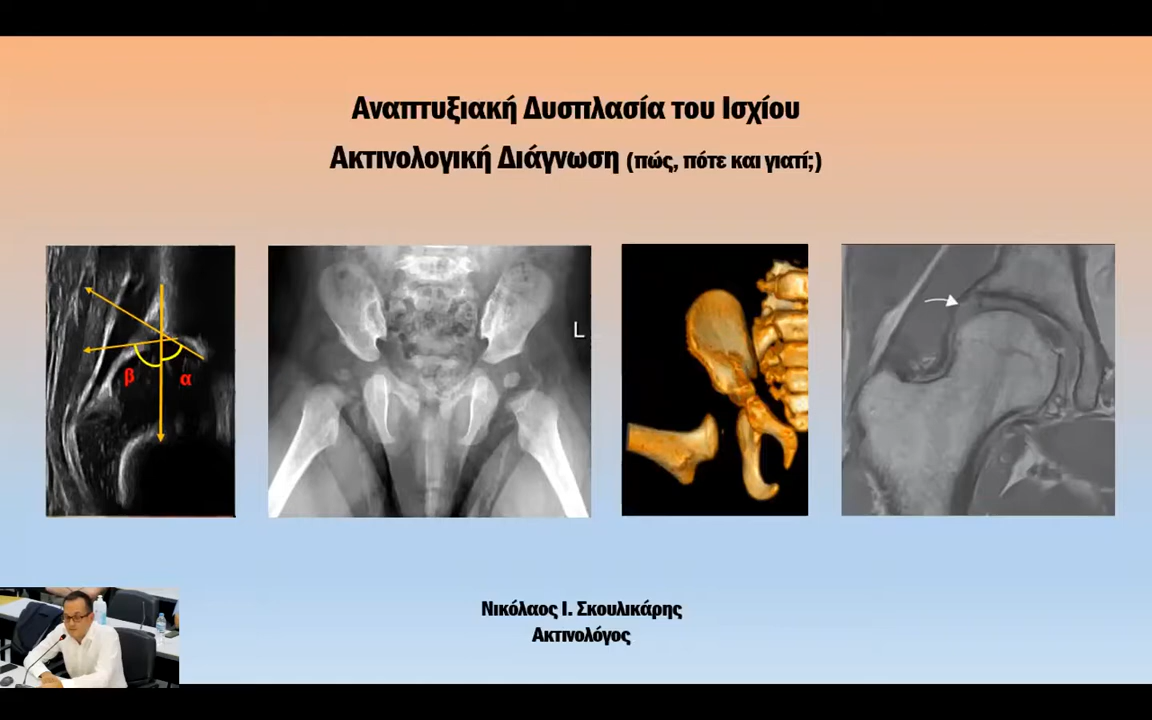 Αναπτυξιακή Δυσπλασία του Ισχίου
Ακτινολογική Διάγνωση (πώς, πότε και γιατί;)
β
α
L
Νικόλαος Ι. Σκουλικάρης
Ακτινολόγος